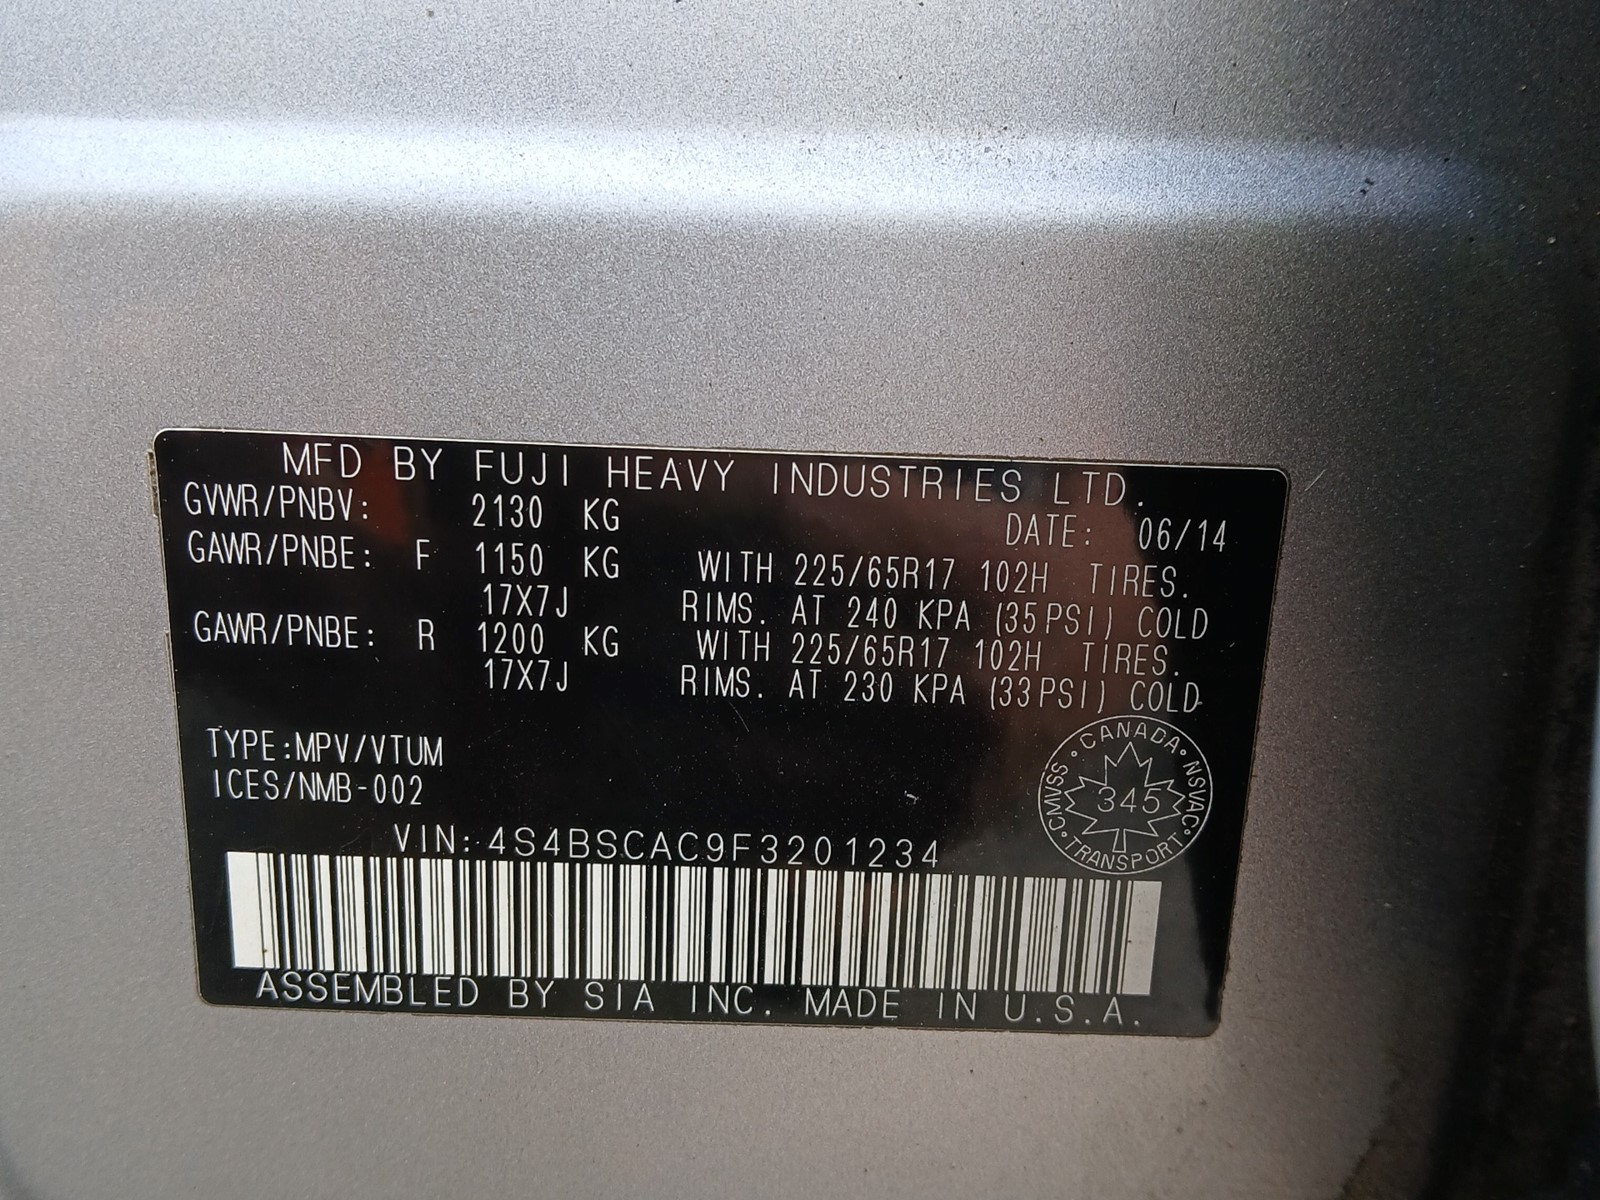 MFD BY FUJI HEAVY INDUSTRIES LTD.
GVWR/PNBV: 2130 KG DATE: 06/14
GAWR/PNBE: F 1150 KG WITH 225/65R17 102H TIRES.
17X7J RIMS. AT 240 KPA (35PSI) COLD
GAWR/PNBE: R 1200 KG WITH 225/65R17 102H TIRES.
17X7J RIMS. AT 230 KPA (33PSI) COLD
TYPE:MPV/VTUM
ICES/NMB-002
CANADA
CMVSS
NSVAC
345
TRANSPORT
VIN: 4S4BSCAC9F3201234
ASSEMBLED BY SIA INC. MADE IN U.S.A.